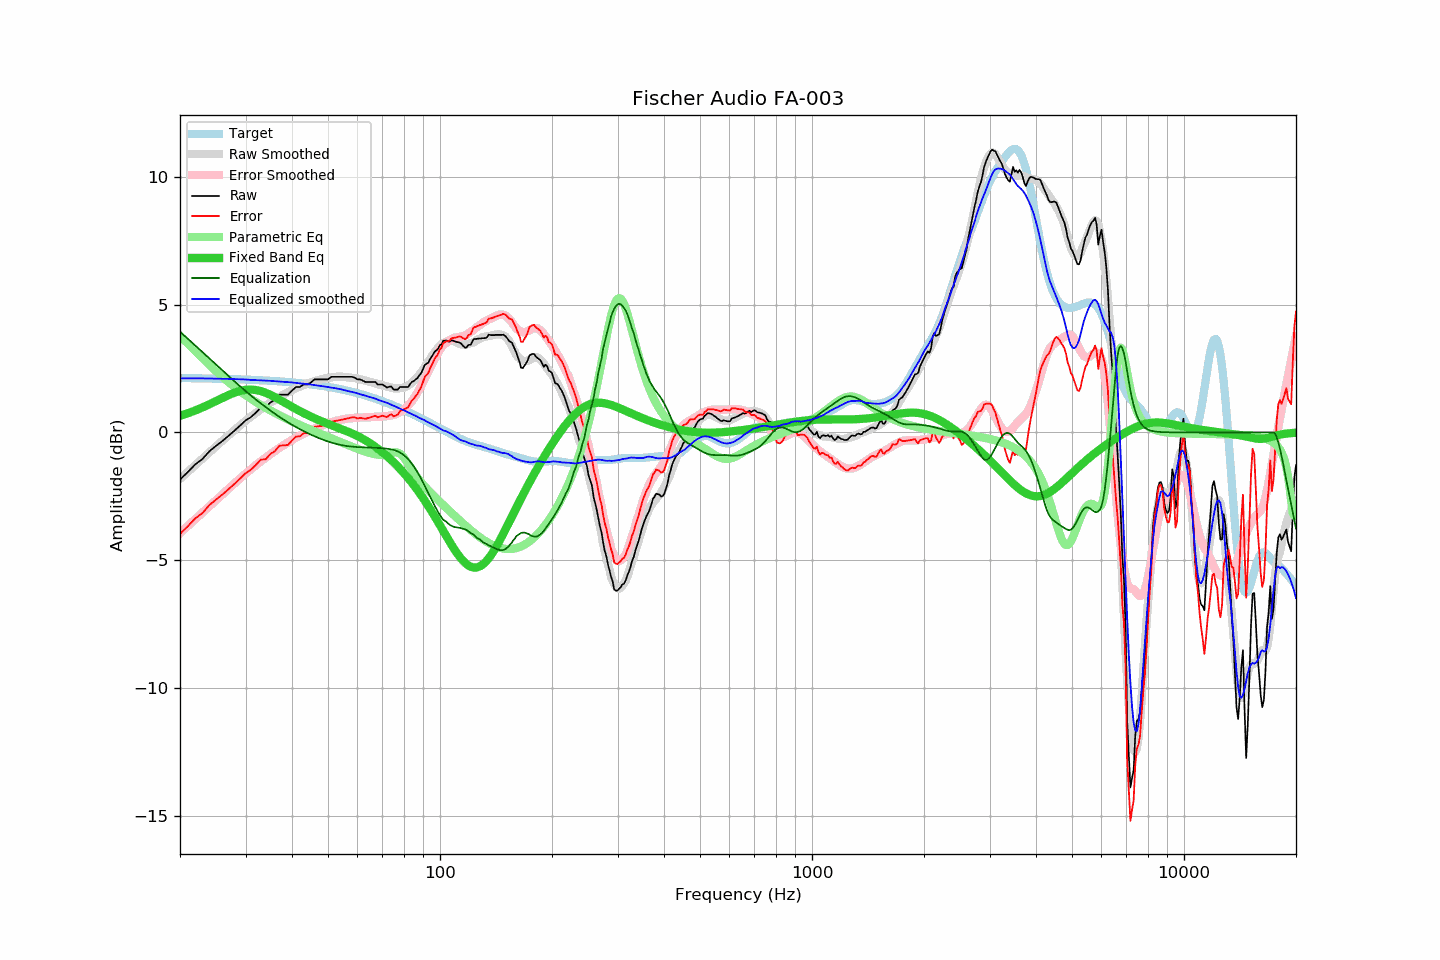 Fischer Audio FA-003
Target
Raw Smoothed
Error Smoothed
Raw
Error
Parametric Eq
Fixed Band Eq
Equalization
Equalized smoothed
10
5
0
−5
−10
−15
Amplitude (dBr)
100
1000
10000
Frequency (Hz)